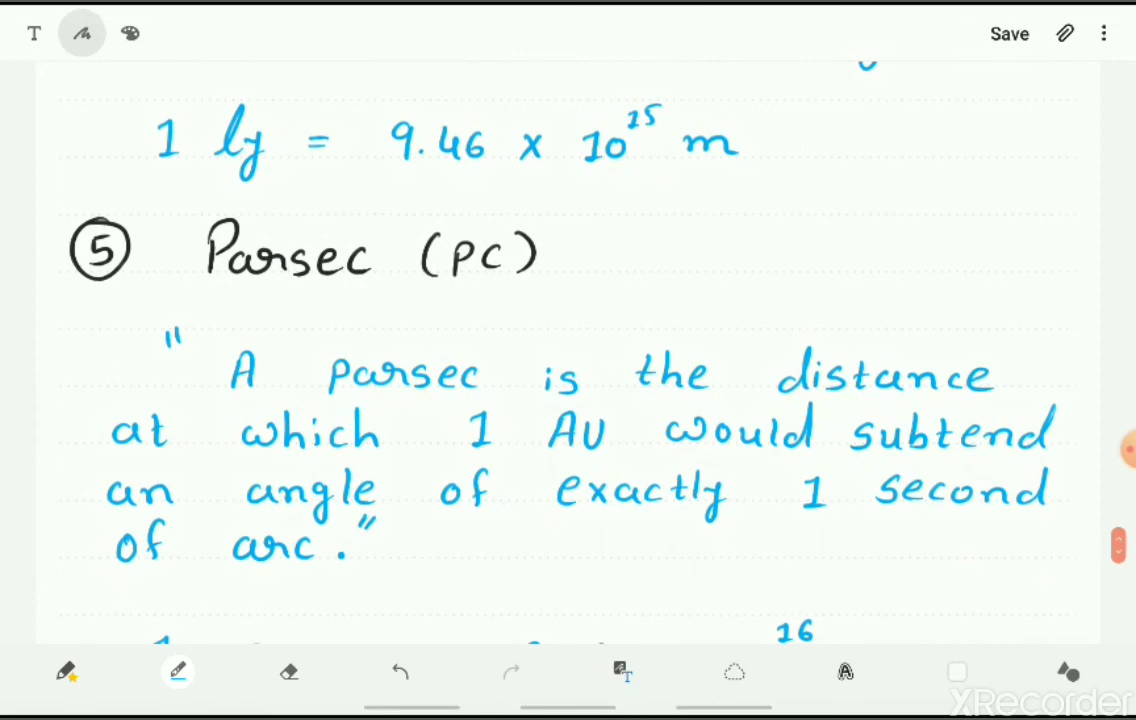 T Save
1 ly = 9.46 x 10^15 m
5 Parsec (pc)
" A parsec is the distance
at which 1 AU would subtend
an angle of exactly 1 second
of arc."
16
T A
XRecorder